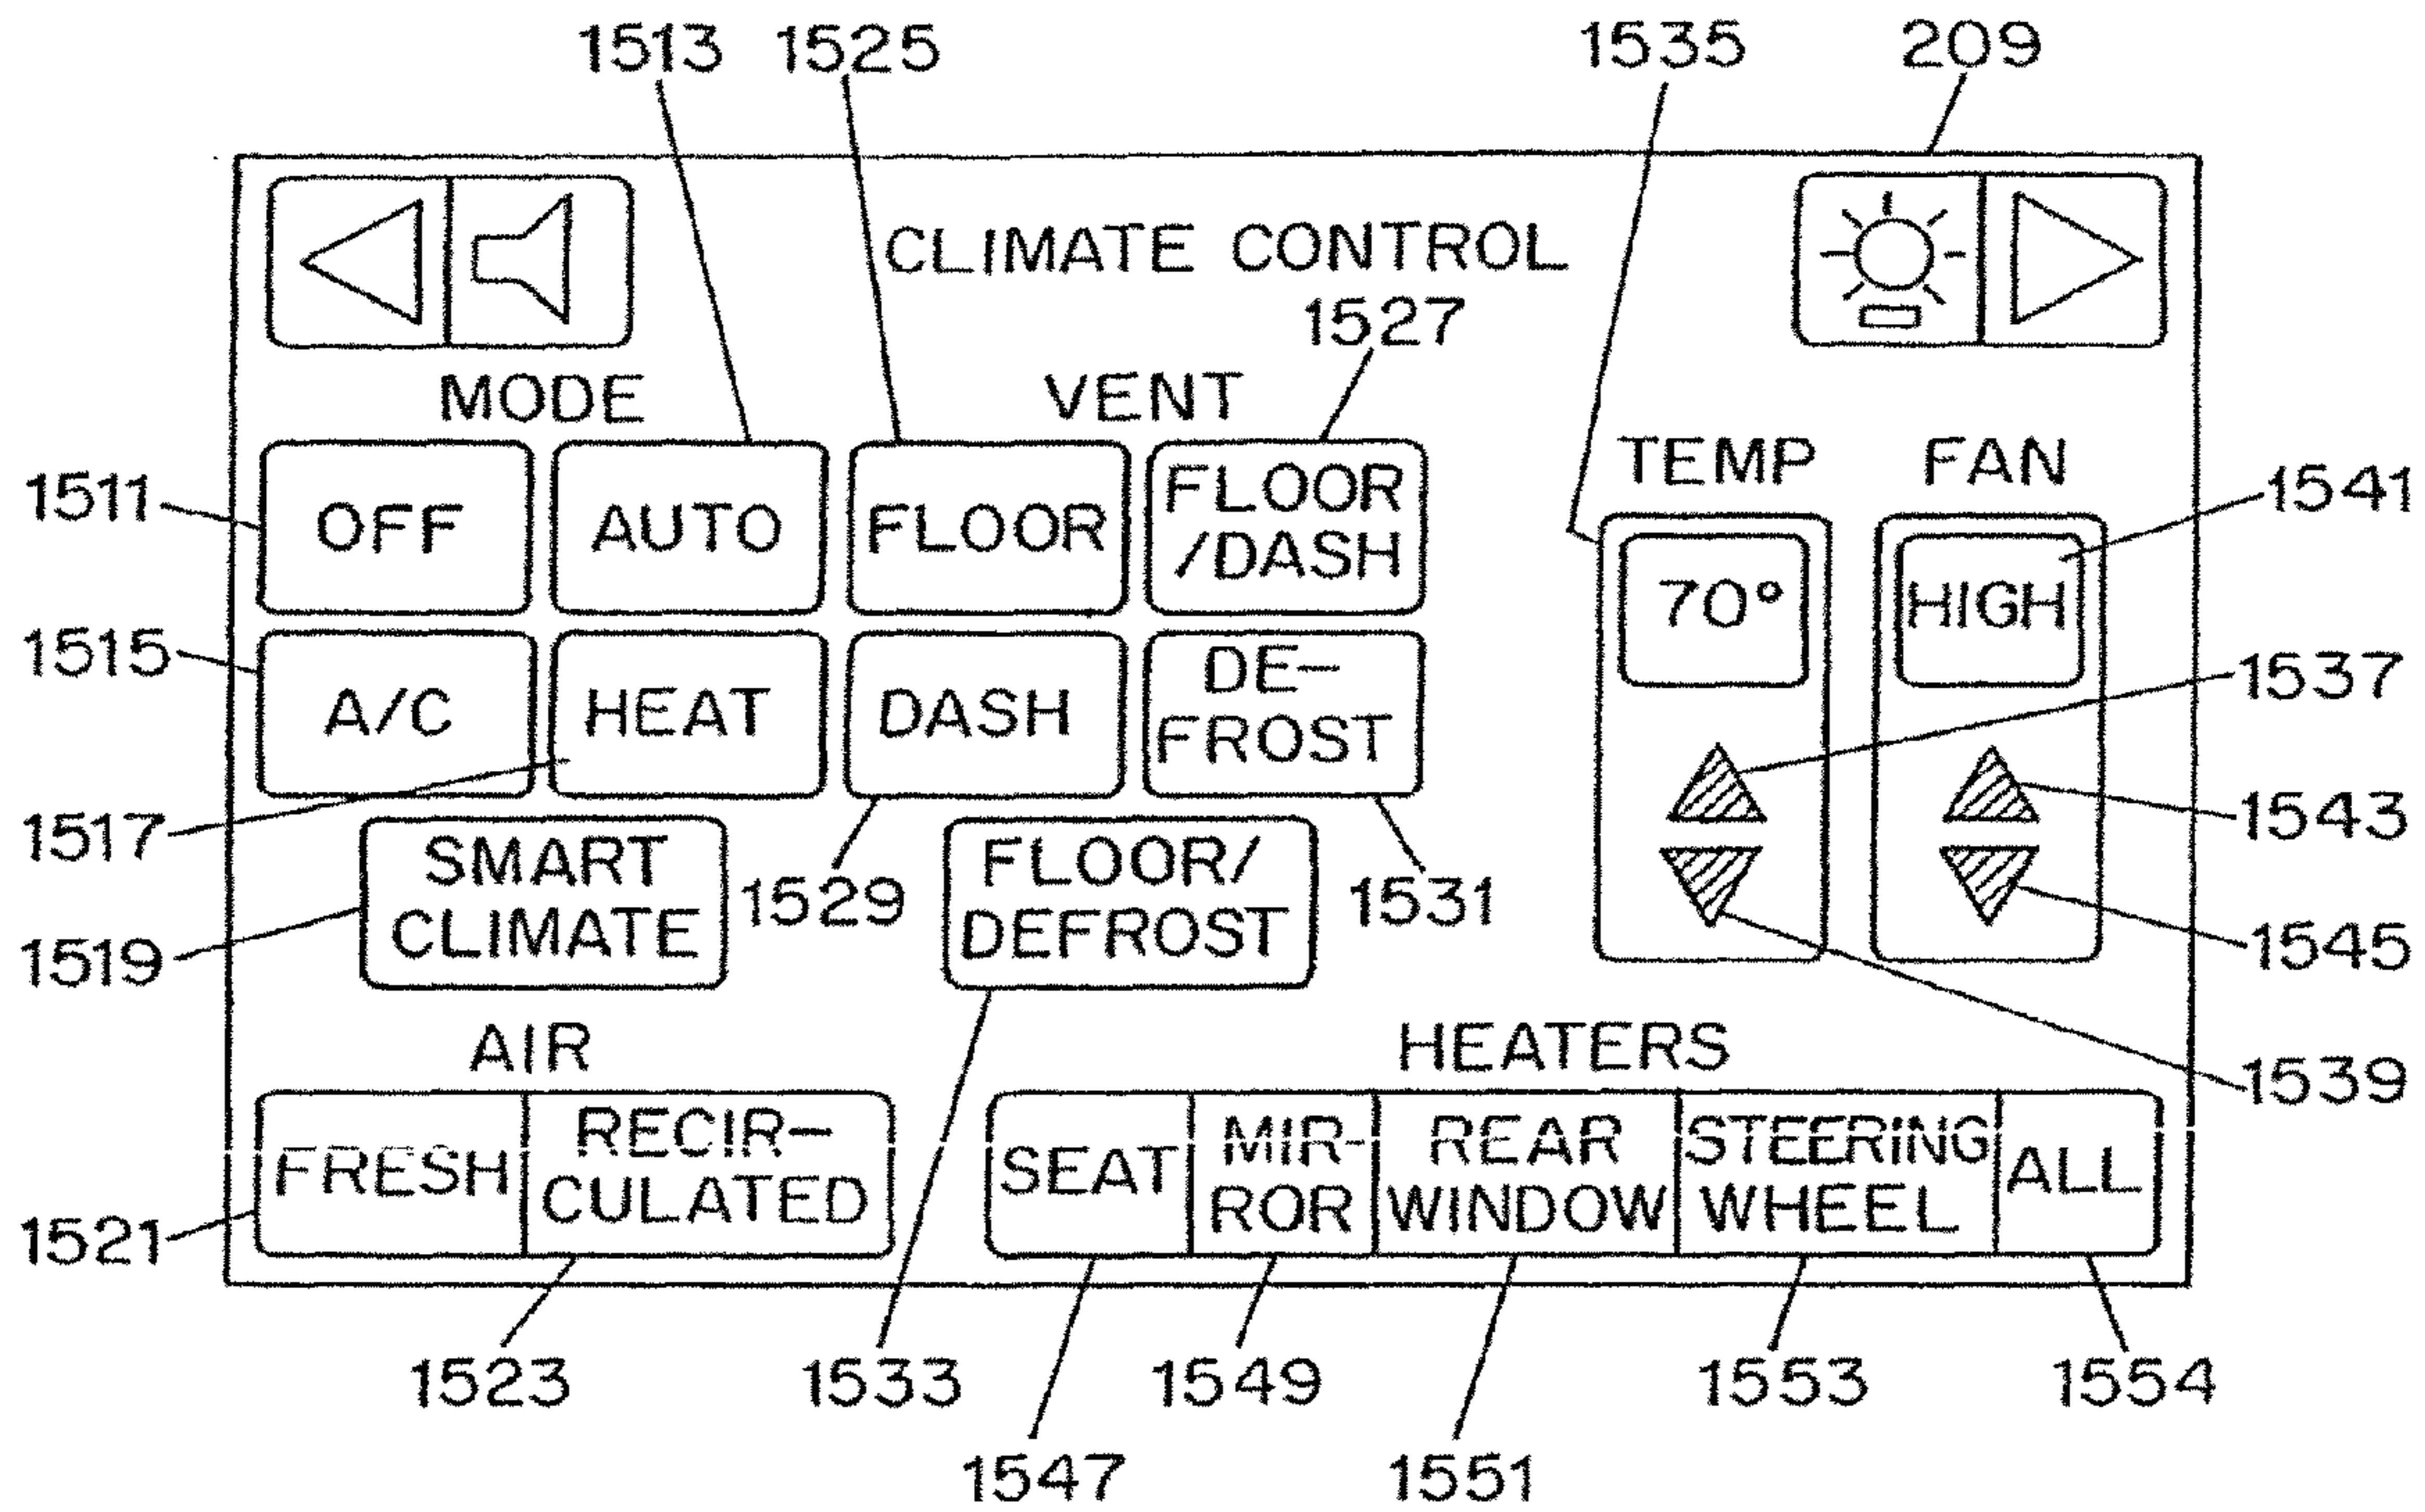 1513 1525 1535 209
CLIMATE CONTROL
1527
MODE VENT
TEMP FAN
1511 OFF AUTO FLOOR FLOOR
/DASH
70° HIGH 1541
1515 A/C HEAT DASH DE-
FROST
1537
1517
1543
SMART
CLIMATE
1529
FLOOR/
DEFROST
1531
1519
1545
AIR HEATERS
1539
FRESH
RECIR-
CULATED
SEAT
MIR-
ROR
REAR
WINDOW
STEERING
WHEEL
ALL
1521
1523 1533 1549 1553 1554
1547 1551